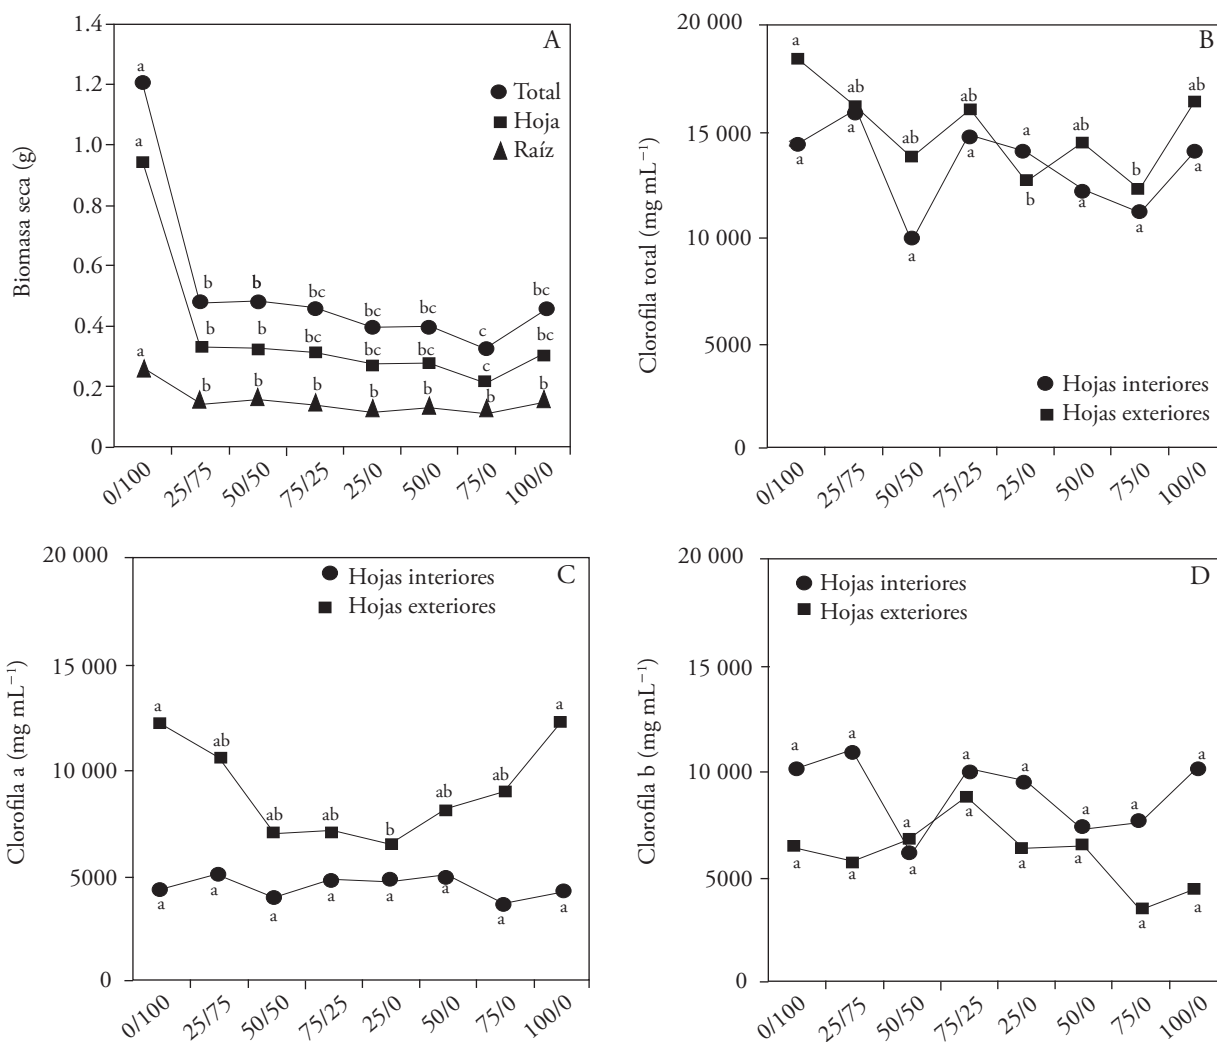 A
Biomasa seca (g)
1.4
1.2
1.0
0.8
0.6
0.4
0.2
0
Total
Hoja
Raíz
a
b b bc bc bc c bc
a
b b bc bc bc c bc
a
b b b b b b b
0/100 25/75 50/50 75/25 25/0 50/0 75/0 100/0
B
Clorofila total (mg mL⁻¹)
20 000
15 000
10 000
5000
0
a ab ab ab a ab b ab
a a a a b a a a
Hojas interiores
Hojas exteriores
0/100 25/75 50/50 75/25 25/0 50/0 75/0 100/0
C
Clorofila a (mg mL⁻¹)
20 000
15 000
10 000
5000
0
Hojas interiores
Hojas exteriores
a ab ab ab b ab ab a
a a a a a a a a
0/100 25/75 50/50 75/25 25/0 50/0 75/0 100/0
D
Clorofila b (mg mL⁻¹)
20 000
15 000
10 000
5000
0
Hojas interiores
Hojas exteriores
a a a a a a a a
a a a a a a a a
0/100 25/75 50/50 75/25 25/0 50/0 75/0 100/0